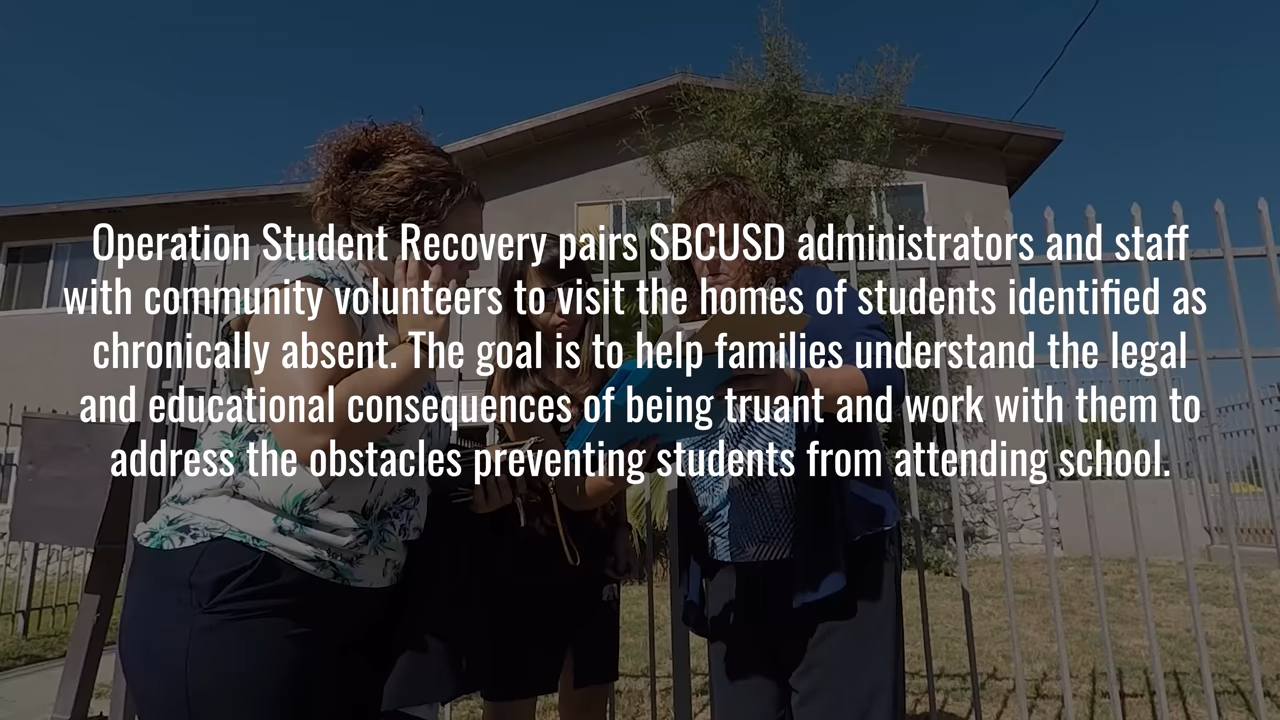 Operation Student Recovery pairs SBCUSD administrators and staff
with community volunteers to visit the homes of students identified as
chronically absent. The goal is to help families understand the legal
and educational consequences of being truant and work with them to
address the obstacles preventing students from attending school.